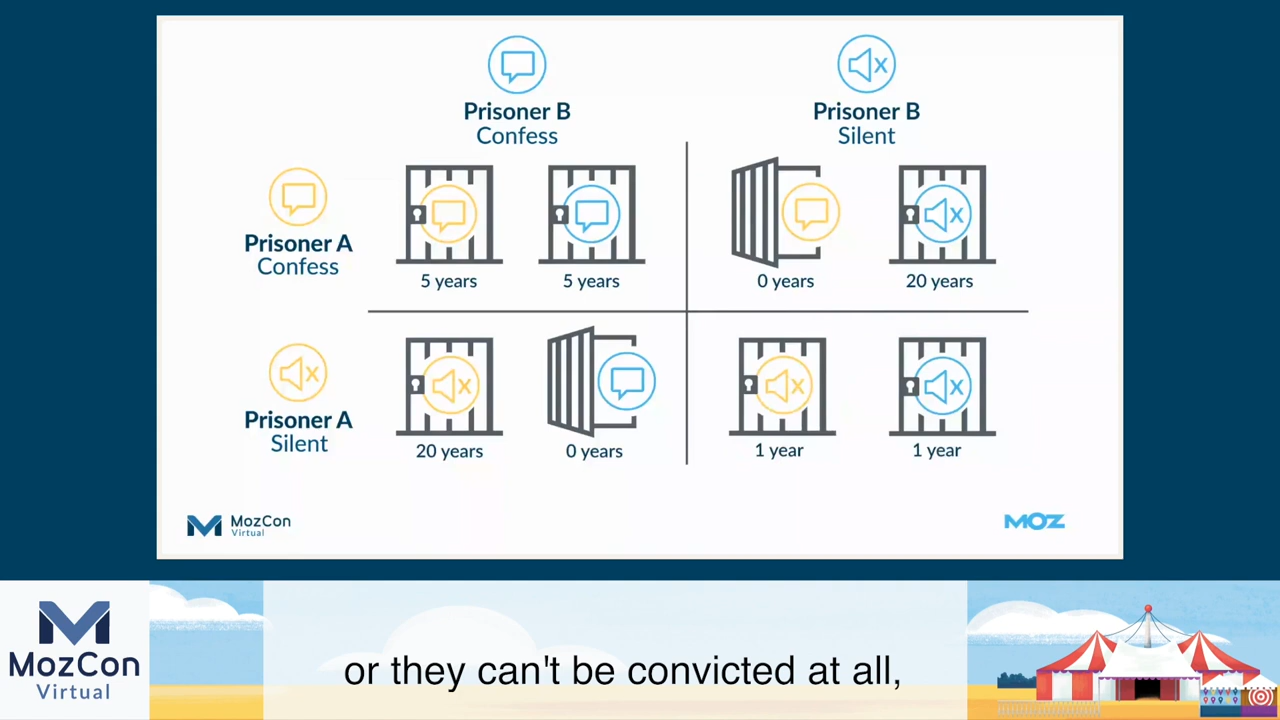 Prisoner B
Confess
Prisoner B
Silent
Prisoner A
Confess
5 years
5 years
0 years
20 years
Prisoner A
Silent
20 years
0 years
1 year
1 year
MozCon
Virtual
MOZ
MozCon
Virtual
or they can't be convicted at all,